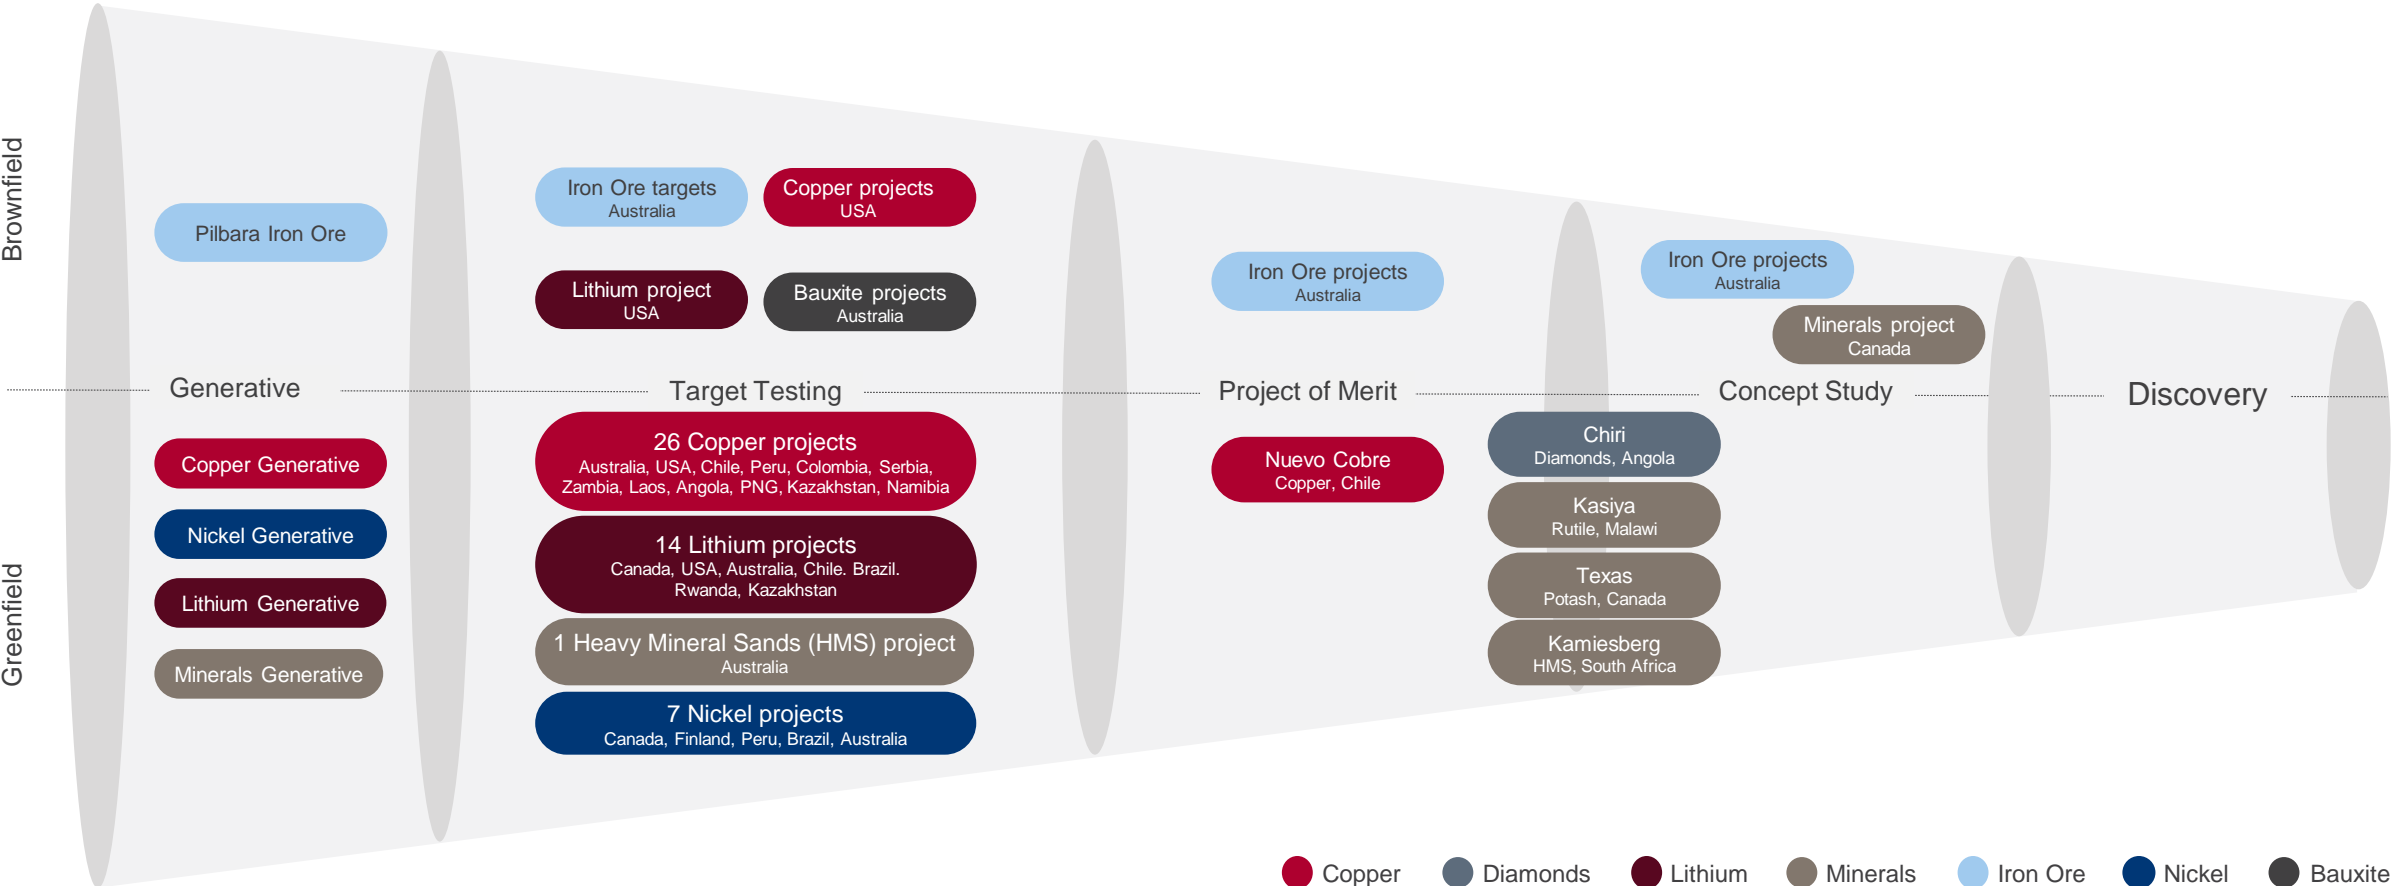 Brownfield
Pilbara Iron Ore
Iron Ore targets
Australia
Copper projects
USA
Lithium project
USA
Bauxite projects
Australia
Iron Ore projects
Australia
Iron Ore projects
Australia
Minerals project
Canada
Generative
Target Testing
Project of Merit
Concept Study
Discovery
Greenfield
Copper Generative
Nickel Generative
Lithium Generative
Minerals Generative
26 Copper projects
Australia, USA, Chile, Peru, Colombia, Serbia,
Zambia, Laos, Angola, PNG, Kazakhstan, Namibia
14 Lithium projects
Canada, USA, Australia, Chile. Brazil.
Rwanda, Kazakhstan
1 Heavy Mineral Sands (HMS) project
Australia
7 Nickel projects
Canada, Finland, Peru, Brazil, Australia
Nuevo Cobre
Copper, Chile
Chiri
Diamonds, Angola
Kasiya
Rutile, Malawi
Texas
Potash, Canada
Kamiesberg
HMS, South Africa
Copper
Diamonds
Lithium
Minerals
Iron Ore
Nickel
Bauxite